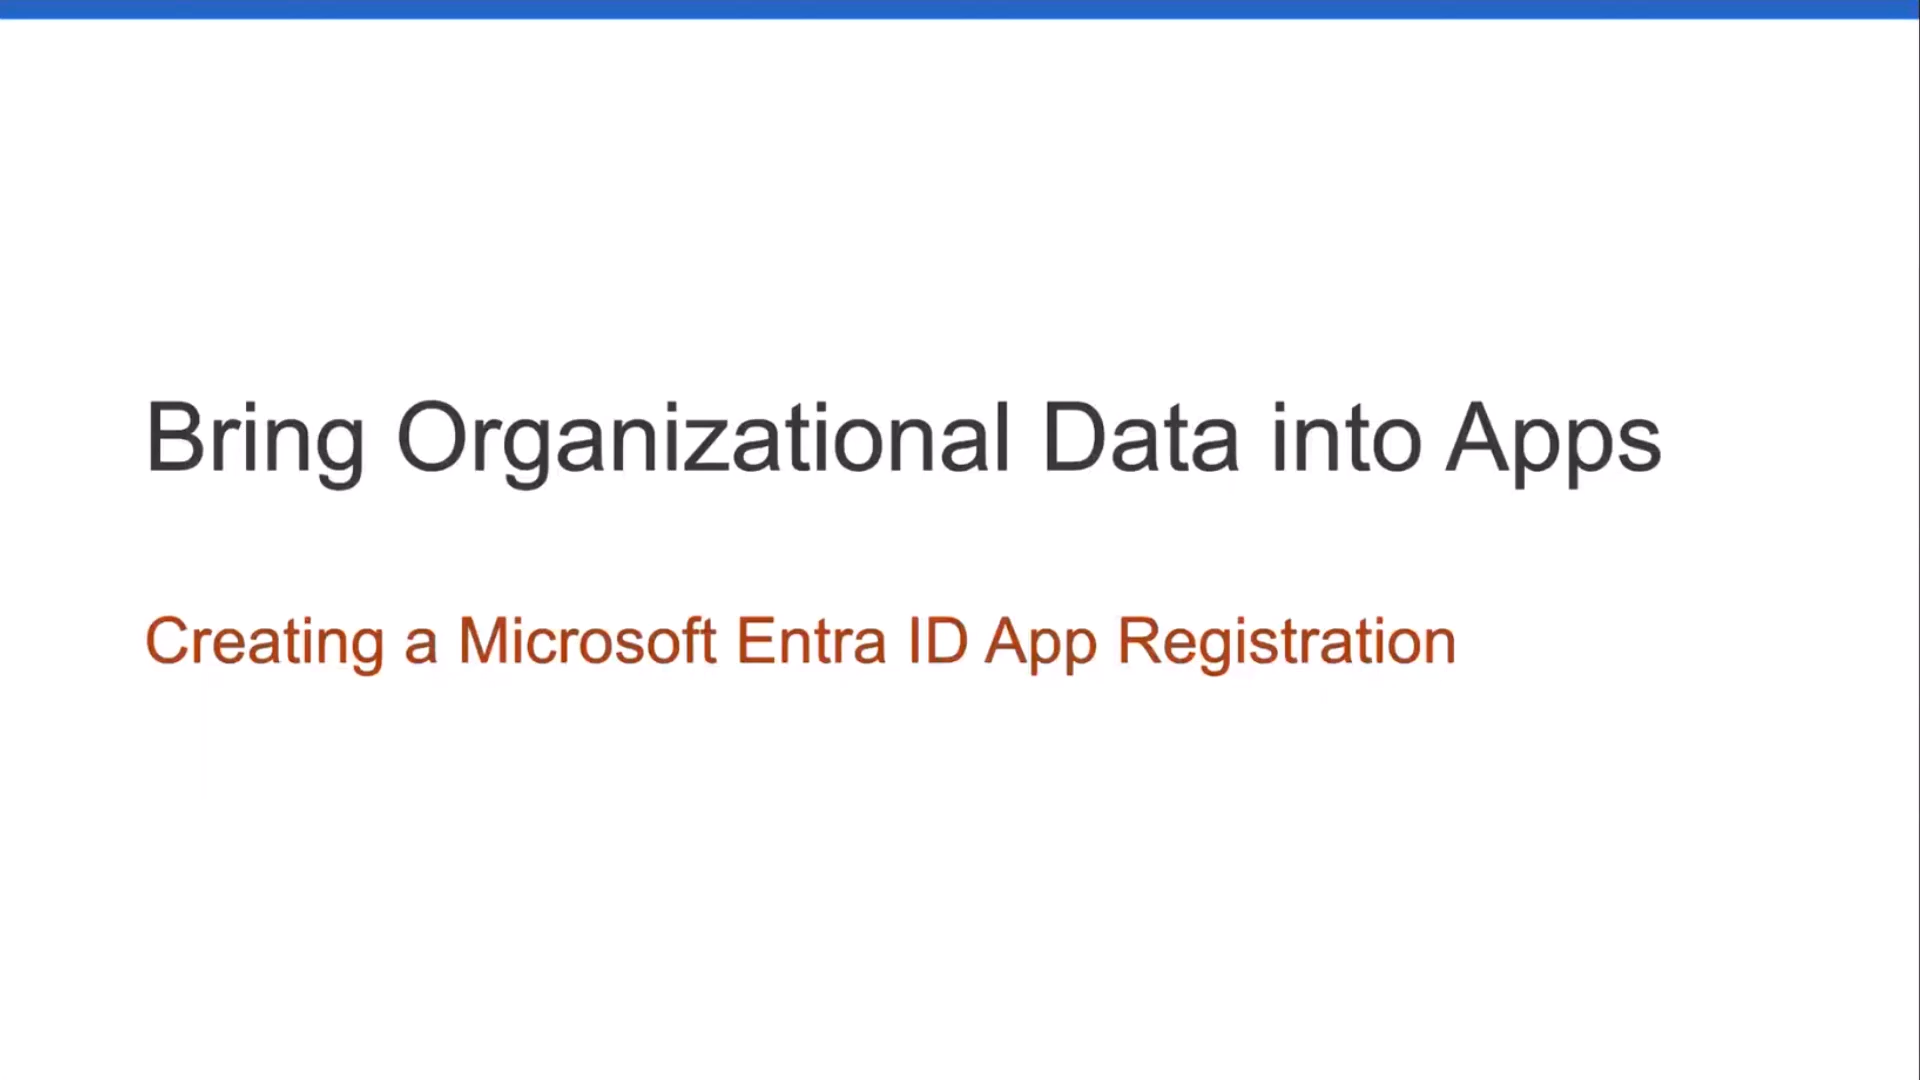 Bring Organizational Data into Apps
Creating a Microsoft Entra ID App Registration